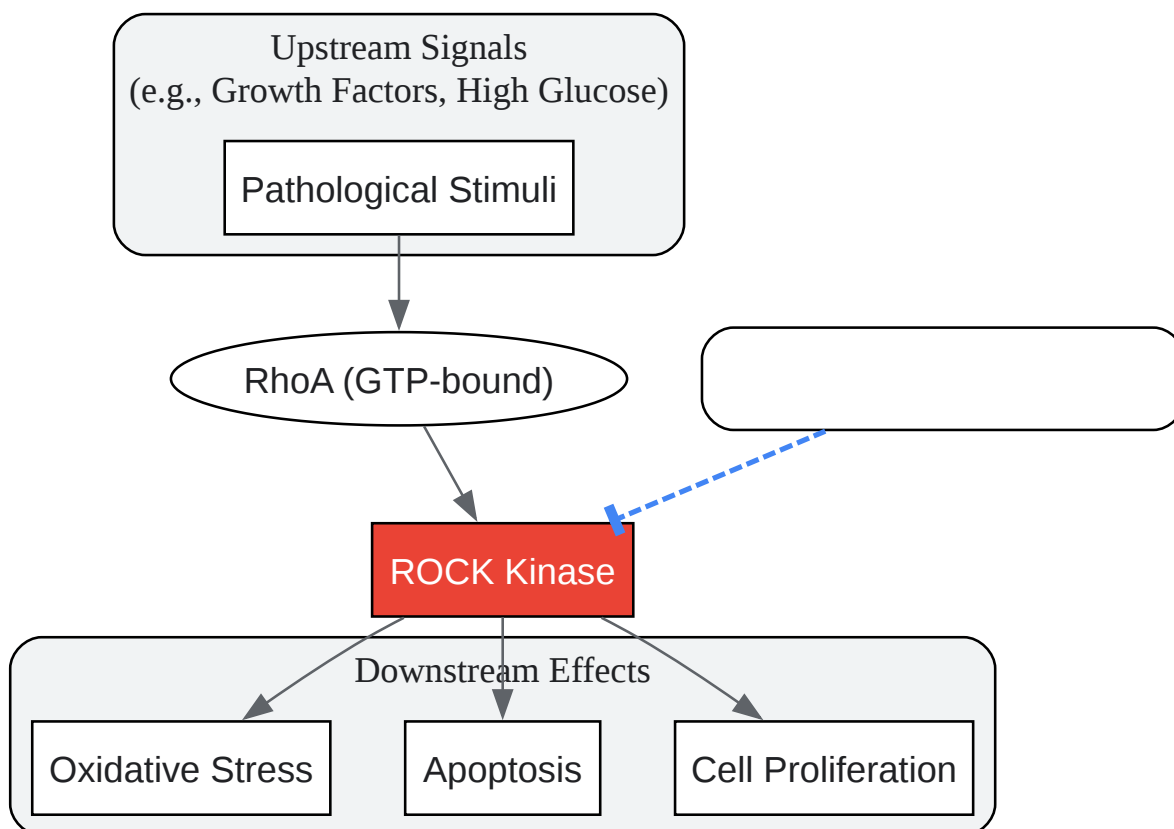 Upstream Signals
(e.g., Growth Factors, High Glucose)
Pathological Stimuli
RhoA (GTP-bound)
ROCK Kinase
Downstream Effects
Oxidative Stress
Apoptosis
Cell Proliferation